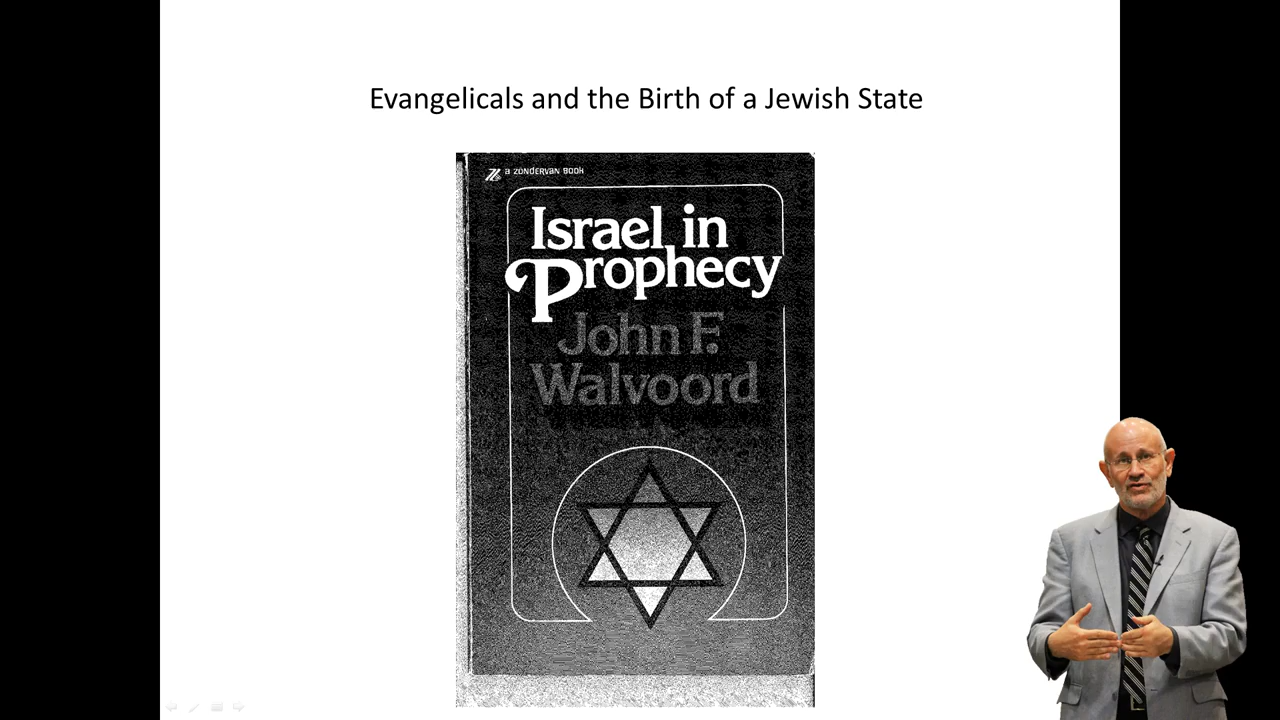 Evangelicals and the Birth of a Jewish State
a ZONDERVAN BOOK
Israel in
Prophecy
John F.
Walvoord